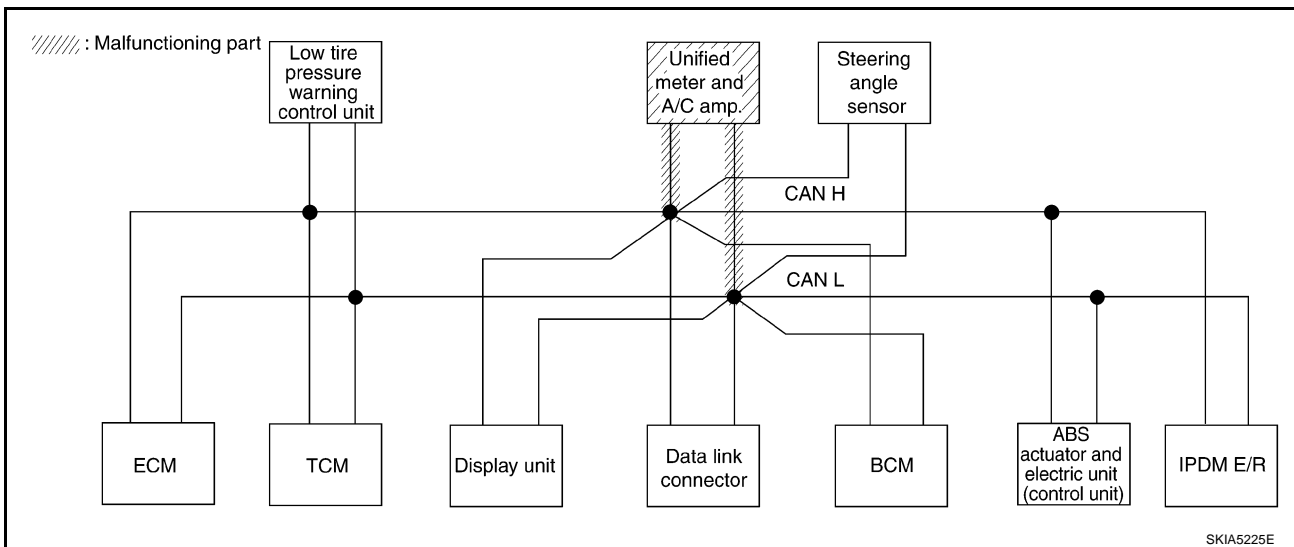 : Malfunctioning part
Low tire
pressure
warning
control unit
Unified
meter and
A/C amp.
Steering
angle
sensor
CAN H
CAN L
ECM
TCM
Display unit
Data link
connector
BCM
ABS
actuator and
electric unit
(control unit)
IPDM E/R
SKIA5225E